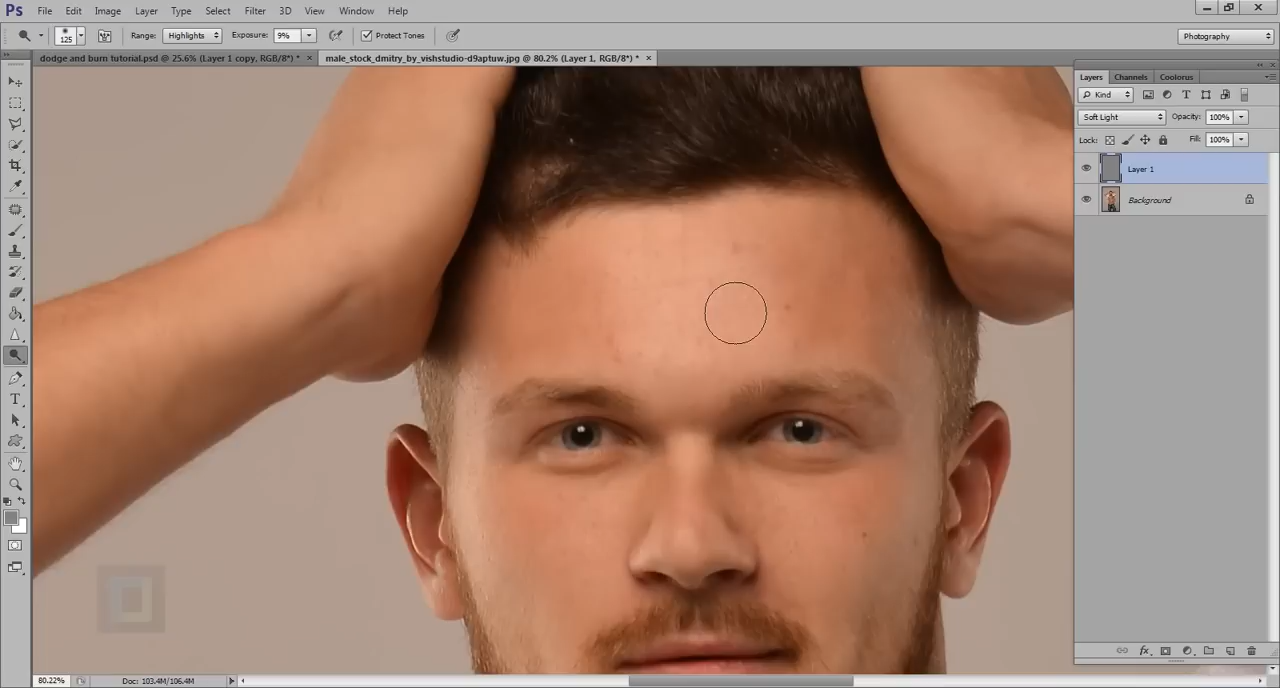 Ps File Edit Image Layer Type Select Filter 3D View Window Help
125 Range: Highlights Exposure: 9% Protect Tones Photography
dodge and burn tutorial.psd @ 25.6% (Layer 1 copy, RGB/8*) * × male_stock_dmitry_by_vishstudio-d9aptuw.jpg @ 80.2% (Layer 1, RGB/8*) * ×
Layers Channels Coolorus
Kind
Soft Light Opacity: 100%
Lock: Fill: 100%
Layer 1
Background
80.22% Doc: 103.4M/106.4M